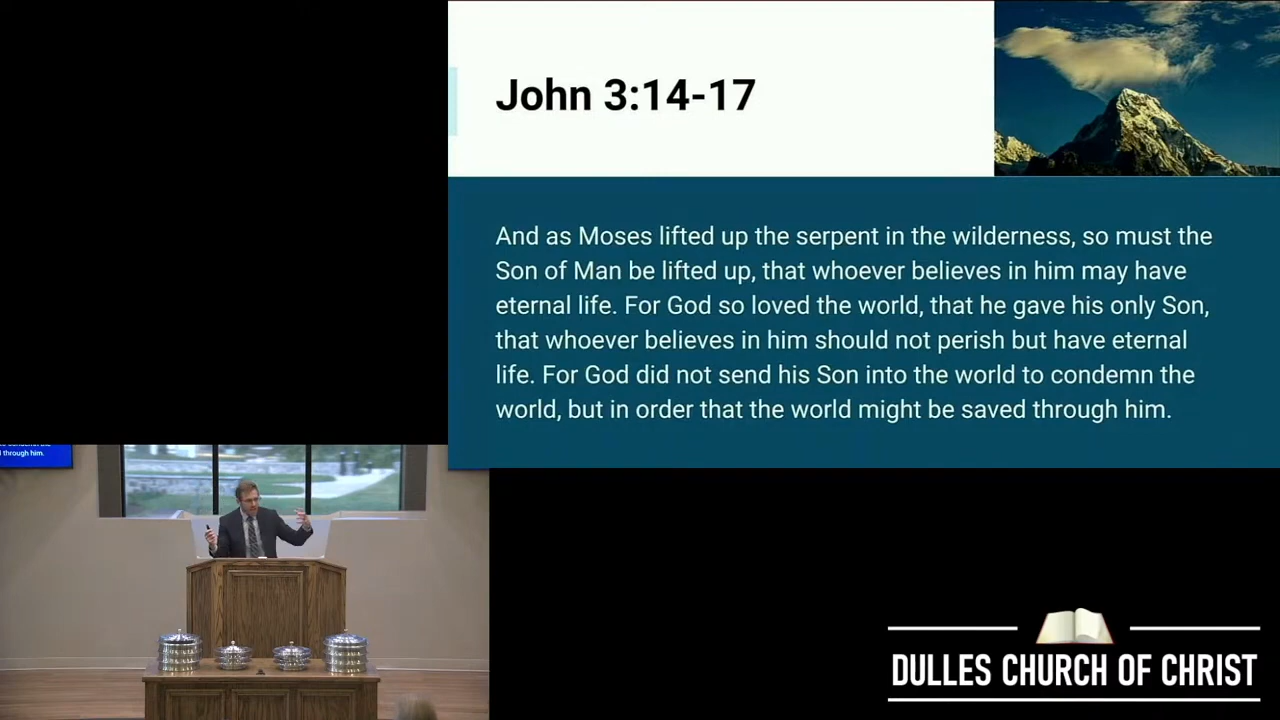 John 3:14-17
And as Moses lifted up the serpent in the wilderness, so must the
Son of Man be lifted up, that whoever believes in him may have
eternal life. For God so loved the world, that he gave his only Son,
that whoever believes in him should not perish but have eternal
life. For God did not send his Son into the world to condemn the
world, but in order that the world might be saved through him.
through him.
DULLES CHURCH OF CHRIST